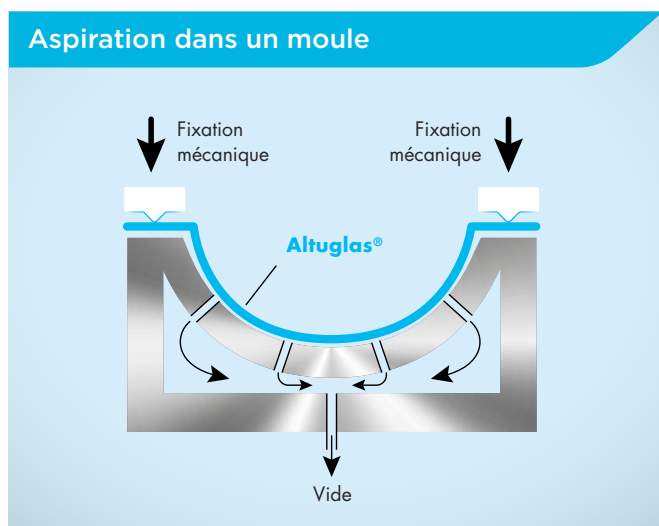 Aspiration dans un moule
Fixation
mécanique
Fixation
mécanique
Altuglas®
Vide